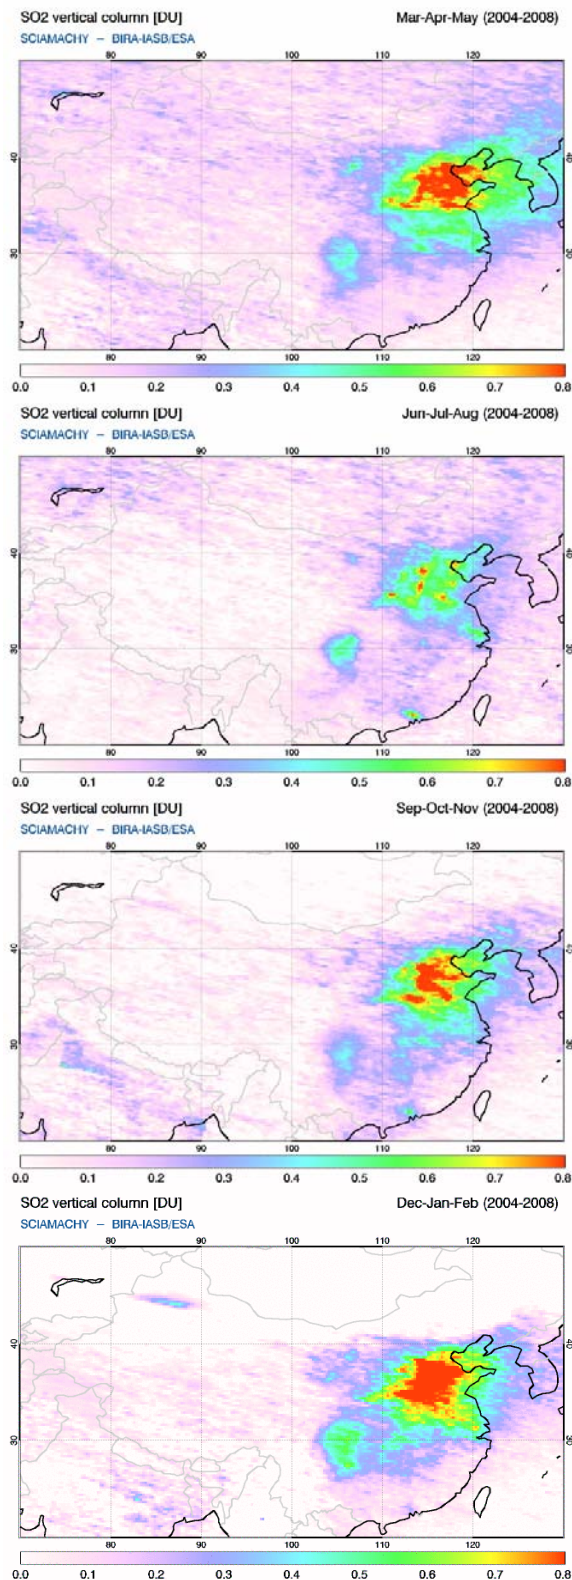 SO2 vertical column [DU] Mar-Apr-May (2004-2008)
SCIAMACHY – BIRA-IASB/ESA
80 90 100 110 120
40 40
30 30
80 90 100 110 120
0.0 0.1 0.2 0.3 0.4 0.5 0.6 0.7 0.8
SO2 vertical column [DU] Jun-Jul-Aug (2004-2008)
SCIAMACHY – BIRA-IASB/ESA
80 90 100 110 120
40 40
30 30
80 90 100 110 120
0.0 0.1 0.2 0.3 0.4 0.5 0.6 0.7 0.8
SO2 vertical column [DU] Sep-Oct-Nov (2004-2008)
SCIAMACHY – BIRA-IASB/ESA
80 90 100 110 120
40 40
30 30
80 90 100 110 120
0.0 0.1 0.2 0.3 0.4 0.5 0.6 0.7 0.8
SO2 vertical column [DU] Dec-Jan-Feb (2004-2008)
SCIAMACHY – BIRA-IASB/ESA
80 90 100 110 120
40 40
30 30
80 90 100 110 120
0.0 0.1 0.2 0.3 0.4 0.5 0.6 0.7 0.8